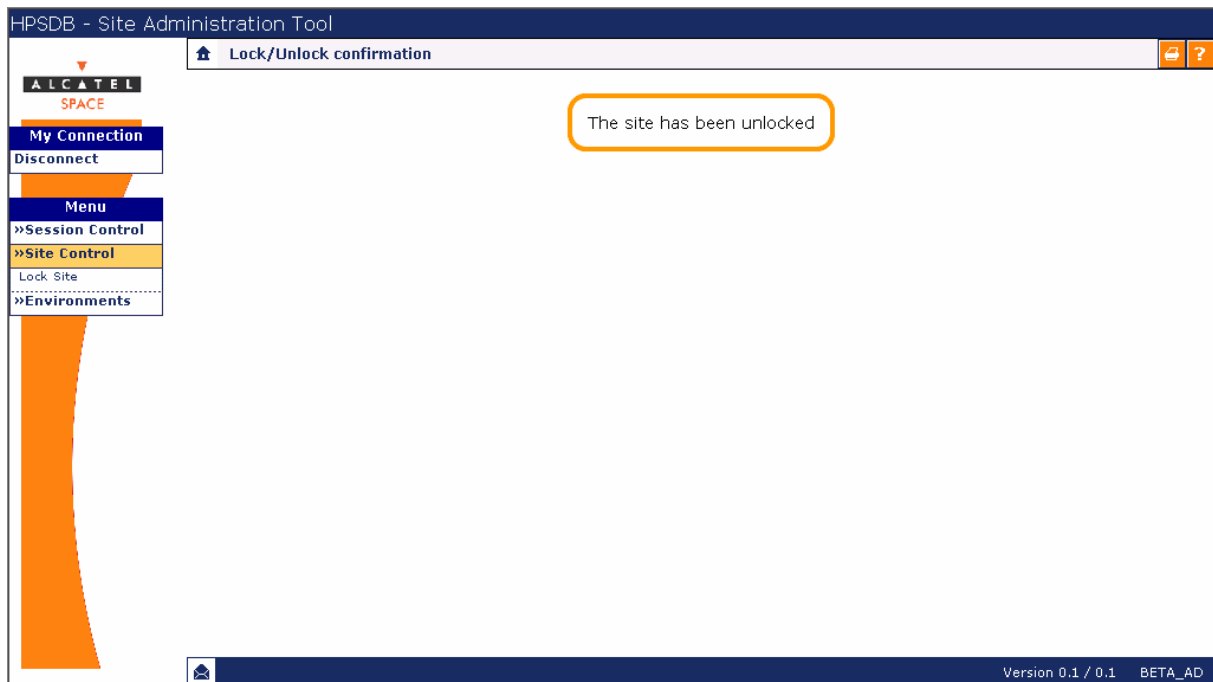 HPSDB - Site Administration Tool
Lock/Unlock confirmation
?
ALCATEL
SPACE
The site has been unlocked
My Connection
Disconnect
Menu
»Session Control
»Site Control
Lock Site
»Environments
Version 0.1 / 0.1 BETA_AD